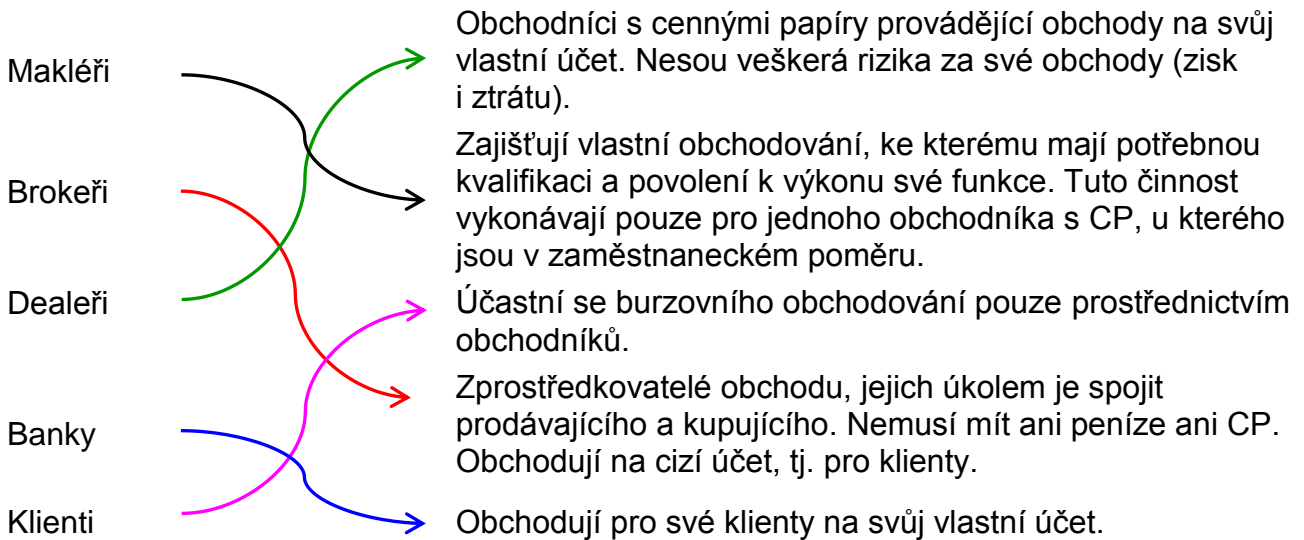 Makléři
Brokeři
Dealeři
Banky
Klienti
Obchodníci s cennými papíry provádějící obchody na svůj
vlastní účet. Nesou veškerá rizika za své obchody (zisk
i ztrátu).
Zajišťují vlastní obchodování, ke kterému mají potřebnou
kvalifikaci a povolení k výkonu své funkce. Tuto činnost
vykonávají pouze pro jednoho obchodníka s CP, u kterého
jsou v zaměstnaneckém poměru.
Účastní se burzovního obchodování pouze prostřednictvím
obchodníků.
Zprostředkovatelé obchodu, jejich úkolem je spojit
prodávajícího a kupujícího. Nemusí mít ani peníze ani CP.
Obchodují na cizí účet, tj. pro klienty.
Obchodují pro své klienty na svůj vlastní účet.